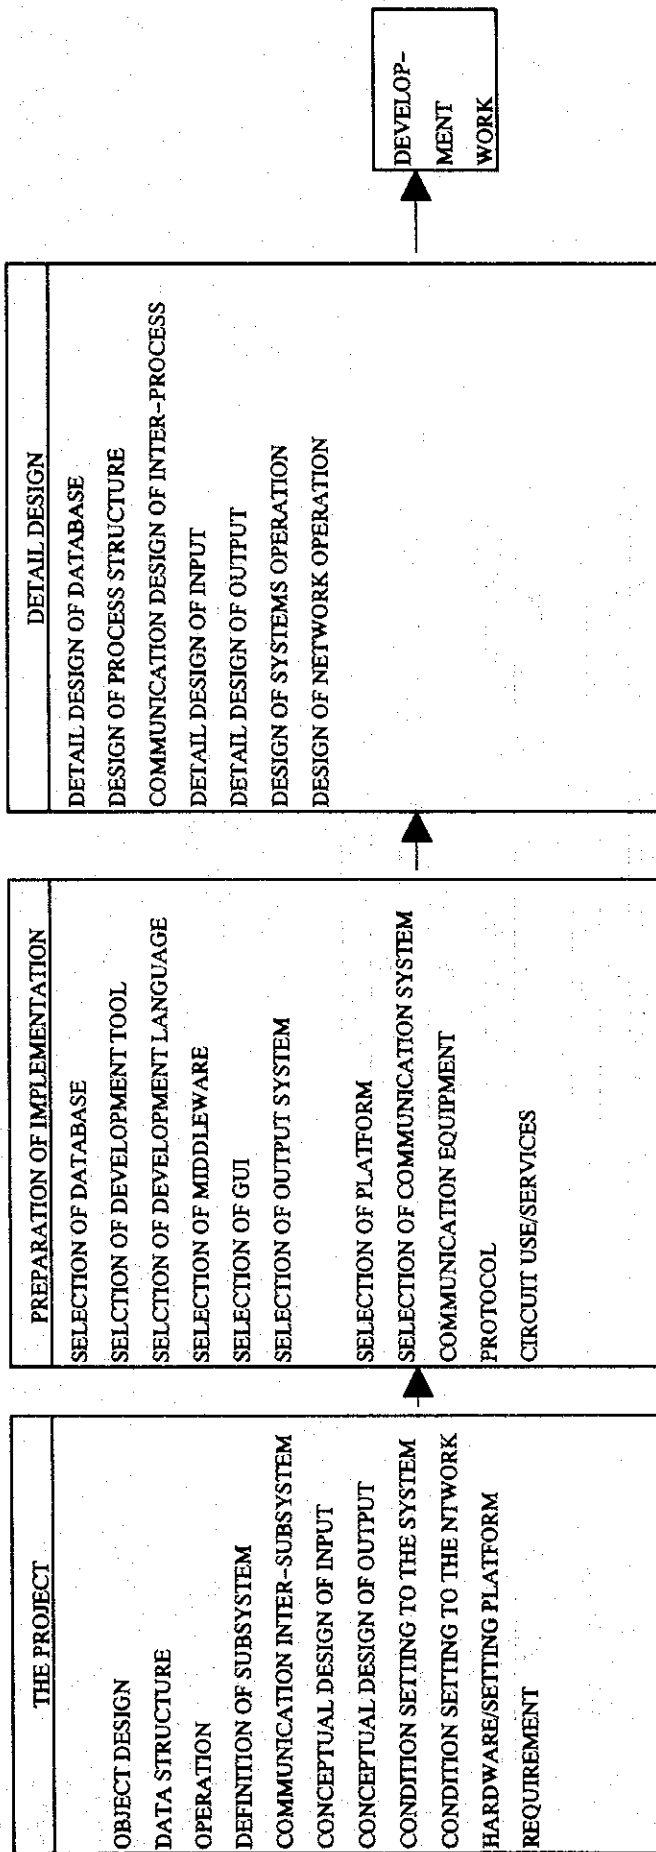 THE PROJECT
OBJECT DESIGN
DATA STRUCTURE
OPERATION
DEFINITION OF SUBSYSTEM
COMMUNICATION INTER-SUBSYSTEM
CONCEPTUAL DESIGN OF INPUT
CONCEPTUAL DESIGN OF OUTPUT
CONDITION SETTING TO THE SYSTEM
CONDITION SETTING TO THE NTWORK
HARDWARE/SETTING PLATFORM
REQUIREMENT
PREPARATION OF IMPLEMENTATION
SELECTION OF DATABASE
SELCTION OF DEVELOPMENT TOOL
SELCTION OF DEVELOPMENT LANGUAGE
SELECTION OF MIDDLEWARE
SELECTION OF GUI
SELECTION OF OUTPUT SYSTEM
SELECTION OF PLATFORM
SELECTION OF COMMUNICATION SYSTEM
COMMUNICATION EQUIPMENT
PROTOCOL
CIRCUIT USE/SERVICES
DETAIL DESIGN
DETAIL DESIGN OF DATABASE
DESIGN OF PROCESS STRUCTURE
COMMUNICATION DESIGN OF INTER-PROCESS
DETAIL DESIGN OF INPUT
DETAIL DESIGN OF OUTPUT
DESIGN OF SYSTEMS OPERATION
DESIGN OF NETWORK OPERATION
DEVELOP-
MENT
WORK